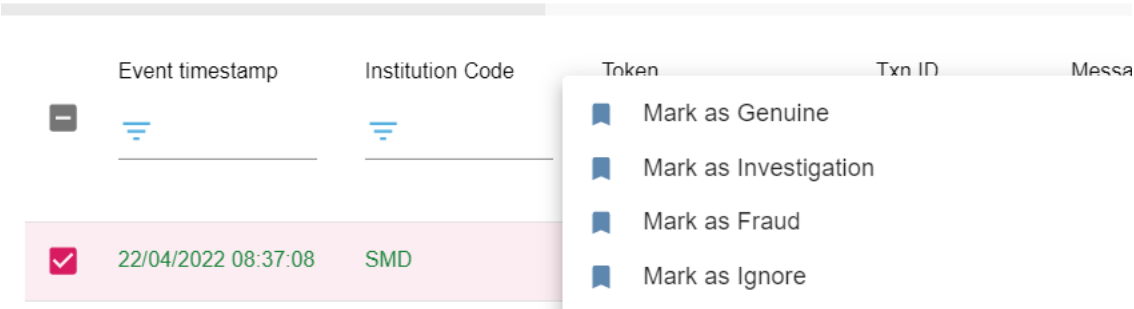 Event timestamp Institution Code Token Txn ID Messa
Mark as Genuine
Mark as Investigation
Mark as Fraud
22/04/2022 08:37:08 SMD
Mark as Ignore